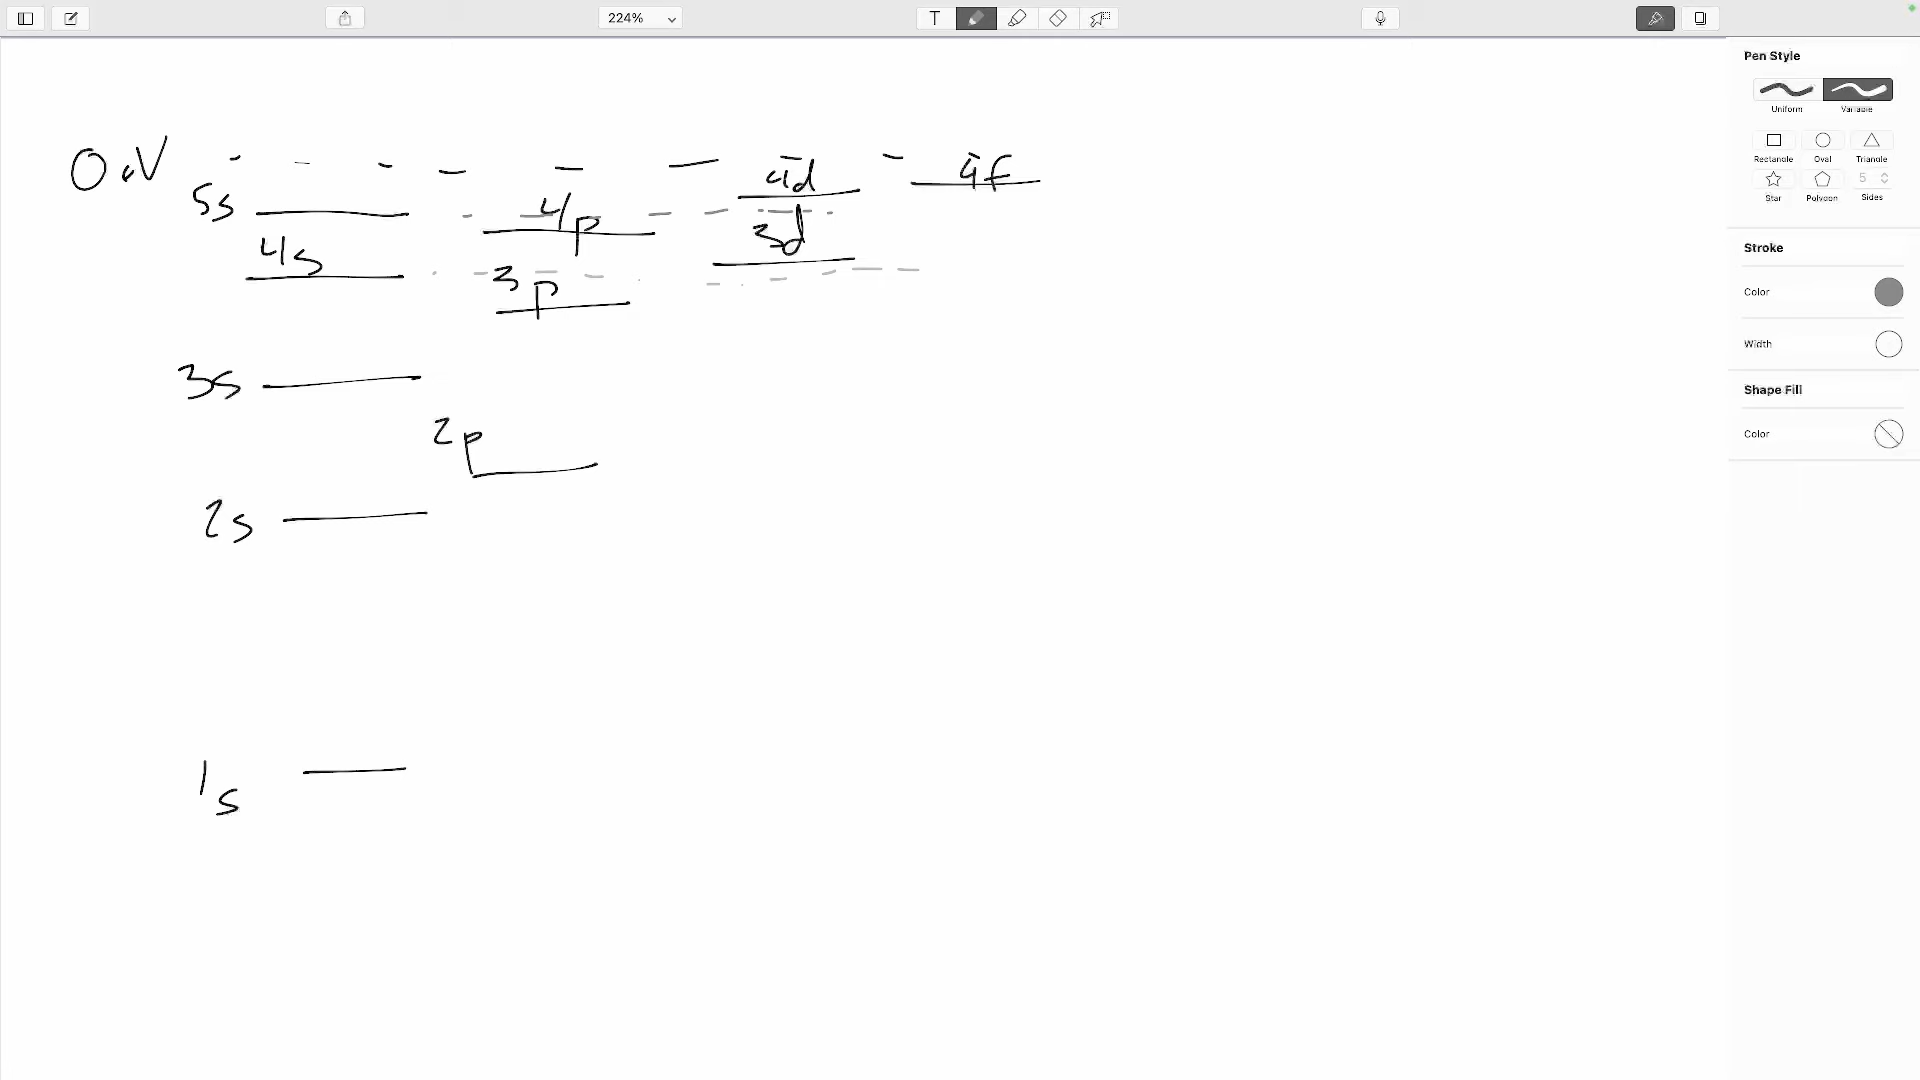 224%
T
Pen Style
Uniform
Variable
Rectangle
Oval
Triangle
Star
Polygon
5
Sides
Stroke
Color
Width
Shape Fill
Color
0 eV
4d
4f
5s
4p
3d
4s
3p
3s
2p
2s
1s